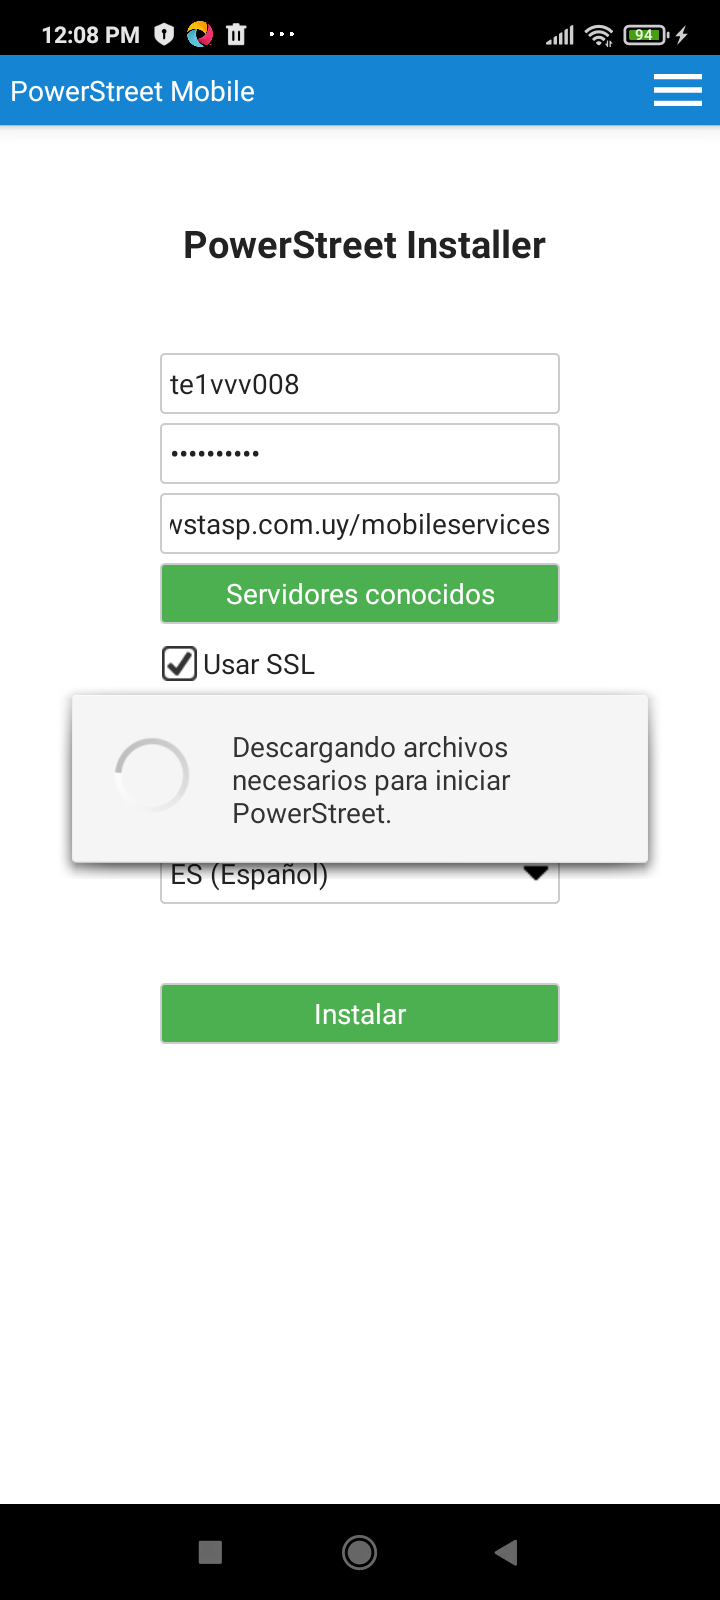 12:08 PM
94
PowerStreet Mobile
PowerStreet Installer
te1vvv008
••••••••••
wstasp.com.uy/mobileservices
Servidores conocidos
Usar SSL
Descargando archivos
necesarios para iniciar
PowerStreet.
ES (Español)
Instalar